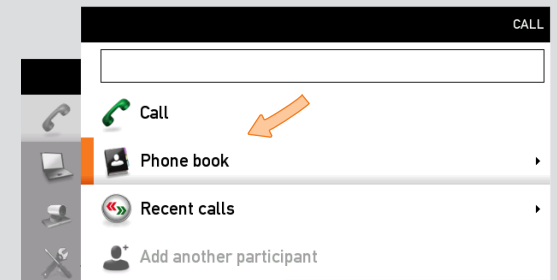 CALL
Call
Phone book
Recent calls
Add another participant